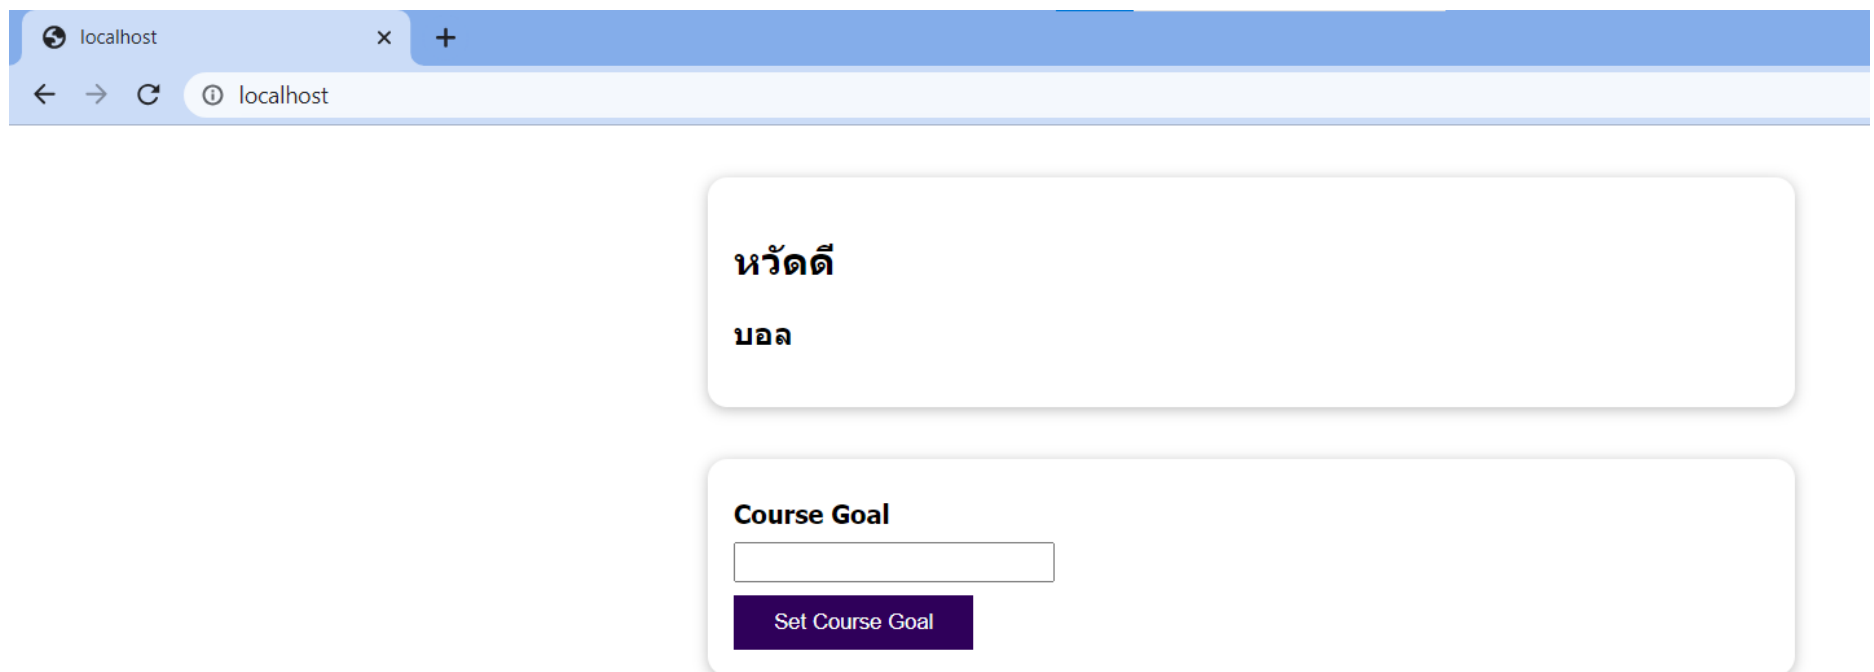 localhost
localhost
หวัดดี
บอล
Course Goal
Set Course Goal